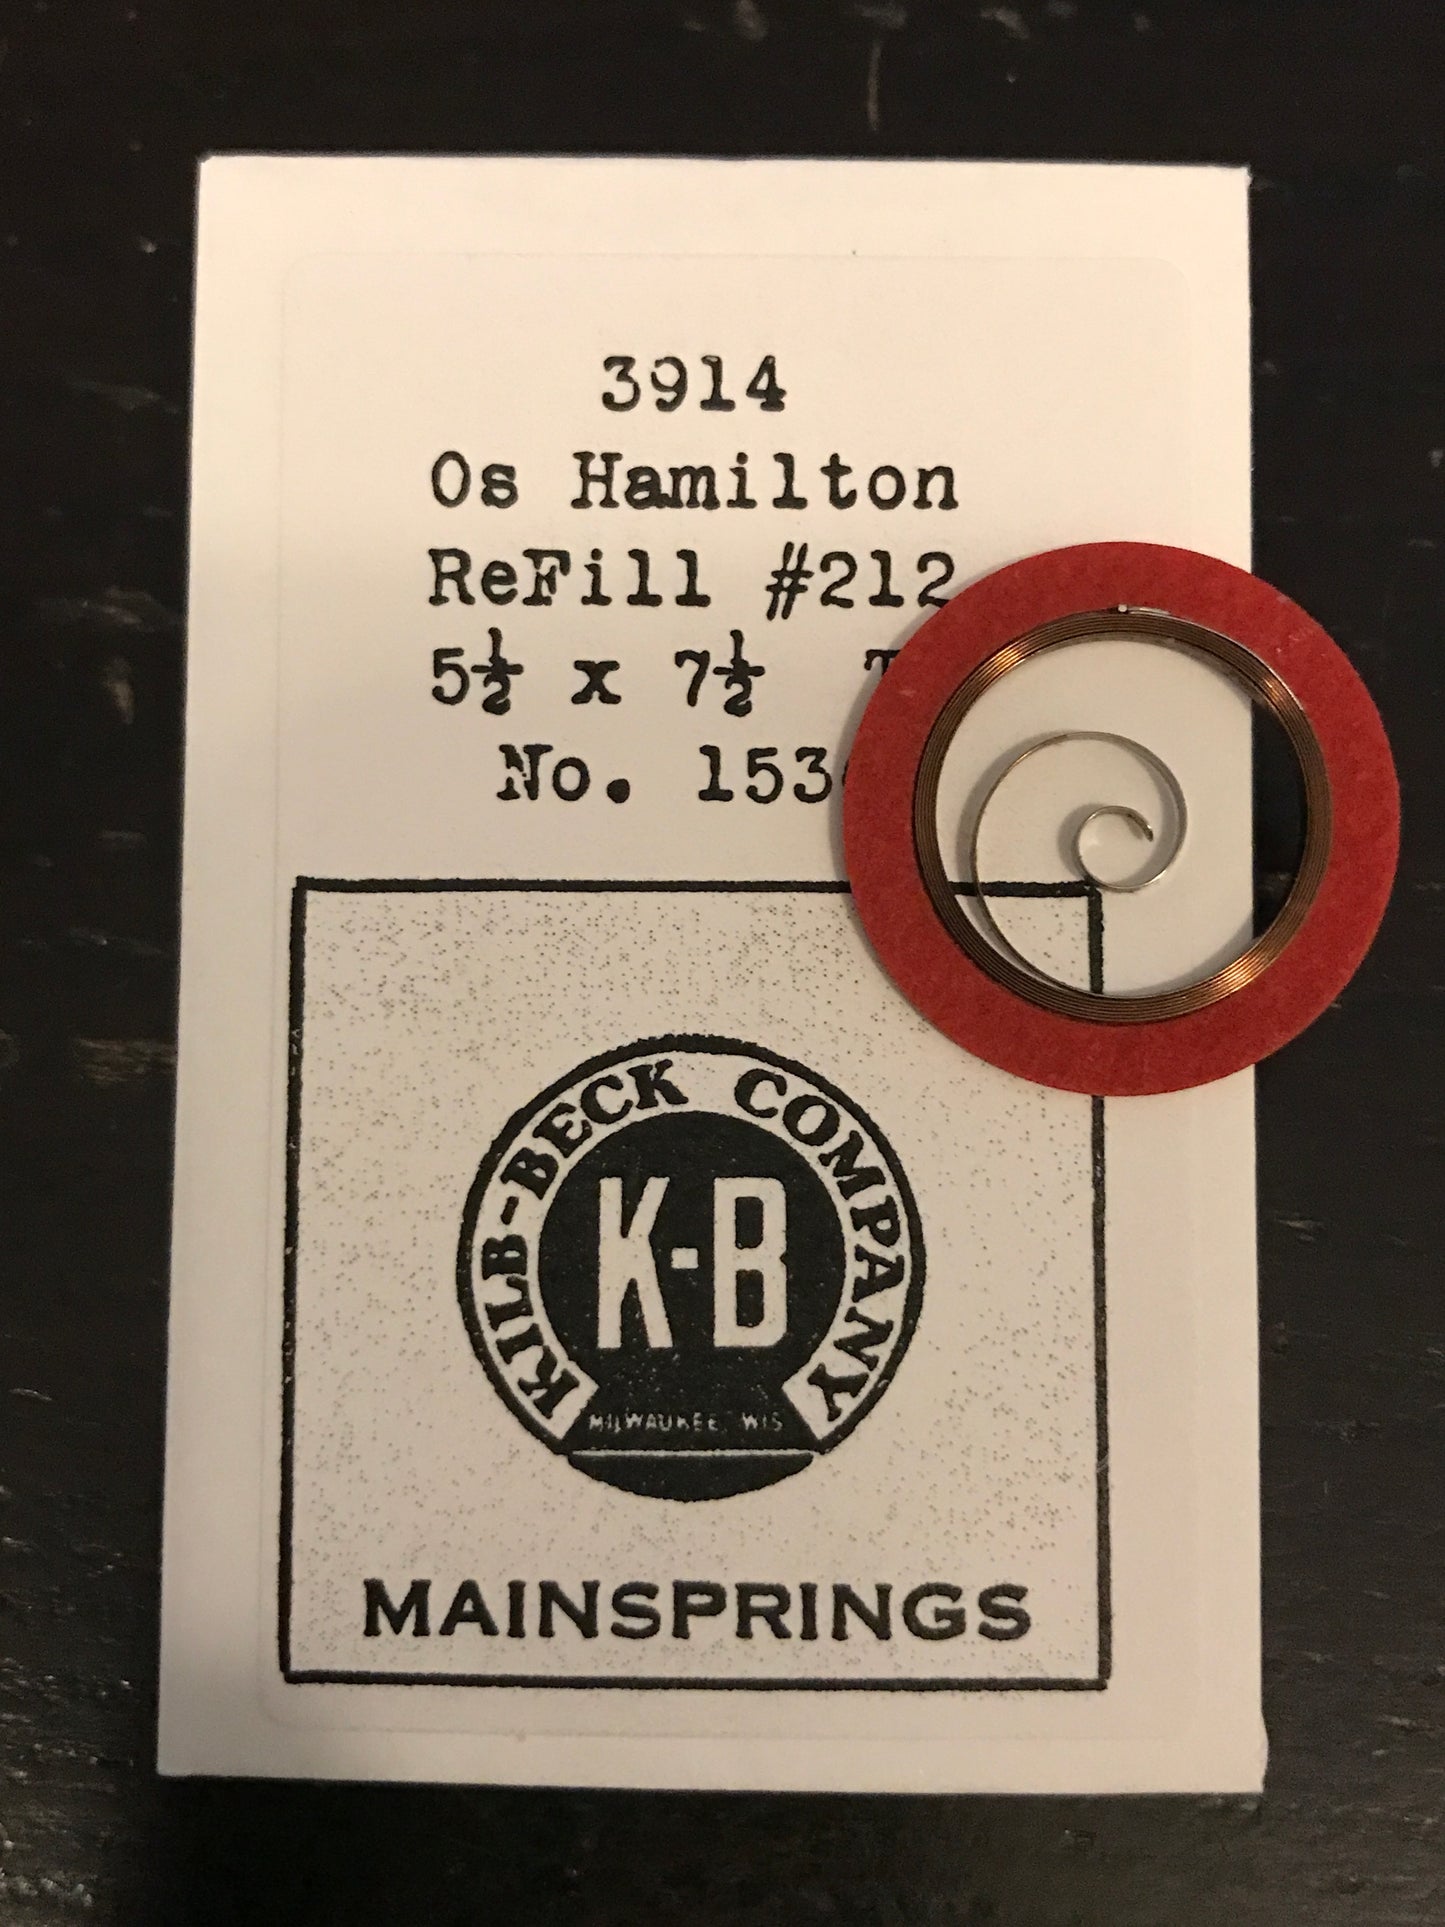 3914
0s Hamilton
ReFill #212
5½ x 7½
No. 153
KILB-BECK COMPANY
K-B
MILWAUKEE, WIS
MAINSPRINGS